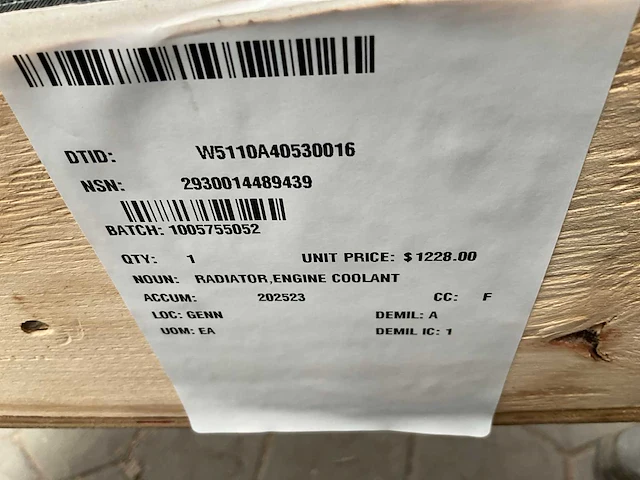 DTID: W5110A40530016
NSN: 2930014489439
BATCH: 1005755052
QTY: 1 UNIT PRICE: $ 1228.00
NOUN: RADIATOR,ENGINE COOLANT
ACCUM: 202523 CC: F
LOC: GENN DEMIL: A
UOM: EA DEMIL IC: 1